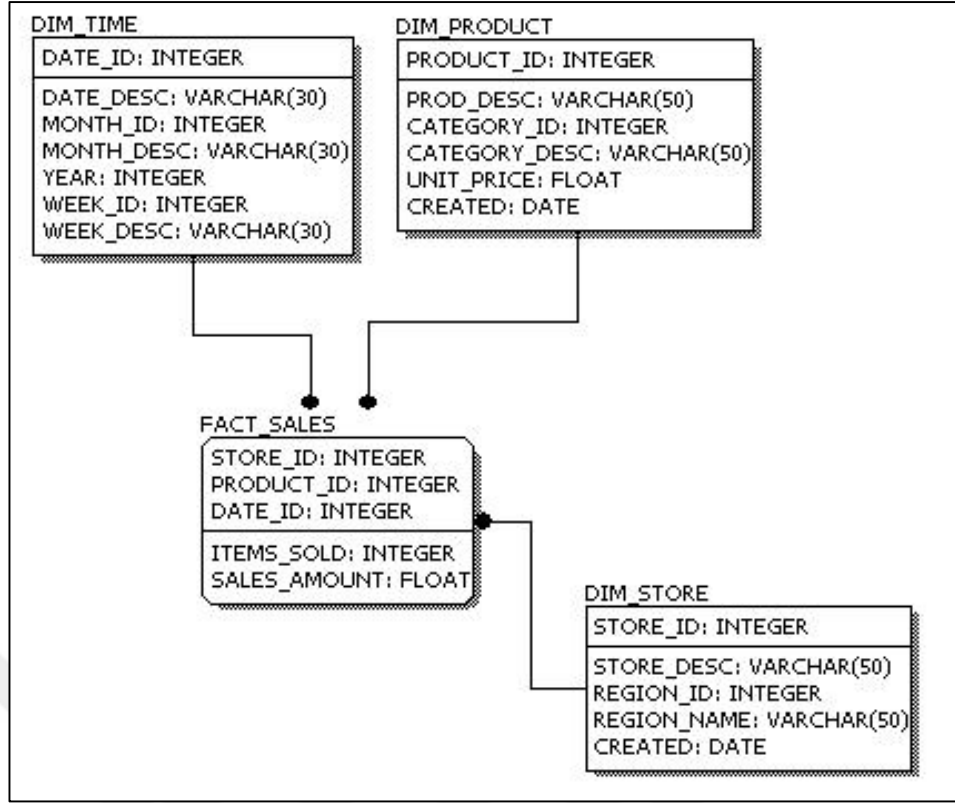 DIM_TIME
DATE_ID: INTEGER
DATE_DESC: VARCHAR(30)
MONTH_ID: INTEGER
MONTH_DESC: VARCHAR(30)
YEAR: INTEGER
WEEK_ID: INTEGER
WEEK_DESC: VARCHAR(30)
DIM_PRODUCT
PRODUCT_ID: INTEGER
PROD_DESC: VARCHAR(50)
CATEGORY_ID: INTEGER
CATEGORY_DESC: VARCHAR(50)
UNIT_PRICE: FLOAT
CREATED: DATE
FACT_SALES
STORE_ID: INTEGER
PRODUCT_ID: INTEGER
DATE_ID: INTEGER
ITEMS_SOLD: INTEGER
SALES_AMOUNT: FLOAT
DIM_STORE
STORE_ID: INTEGER
STORE_DESC: VARCHAR(50)
REGION_ID: INTEGER
REGION_NAME: VARCHAR(50)
CREATED: DATE